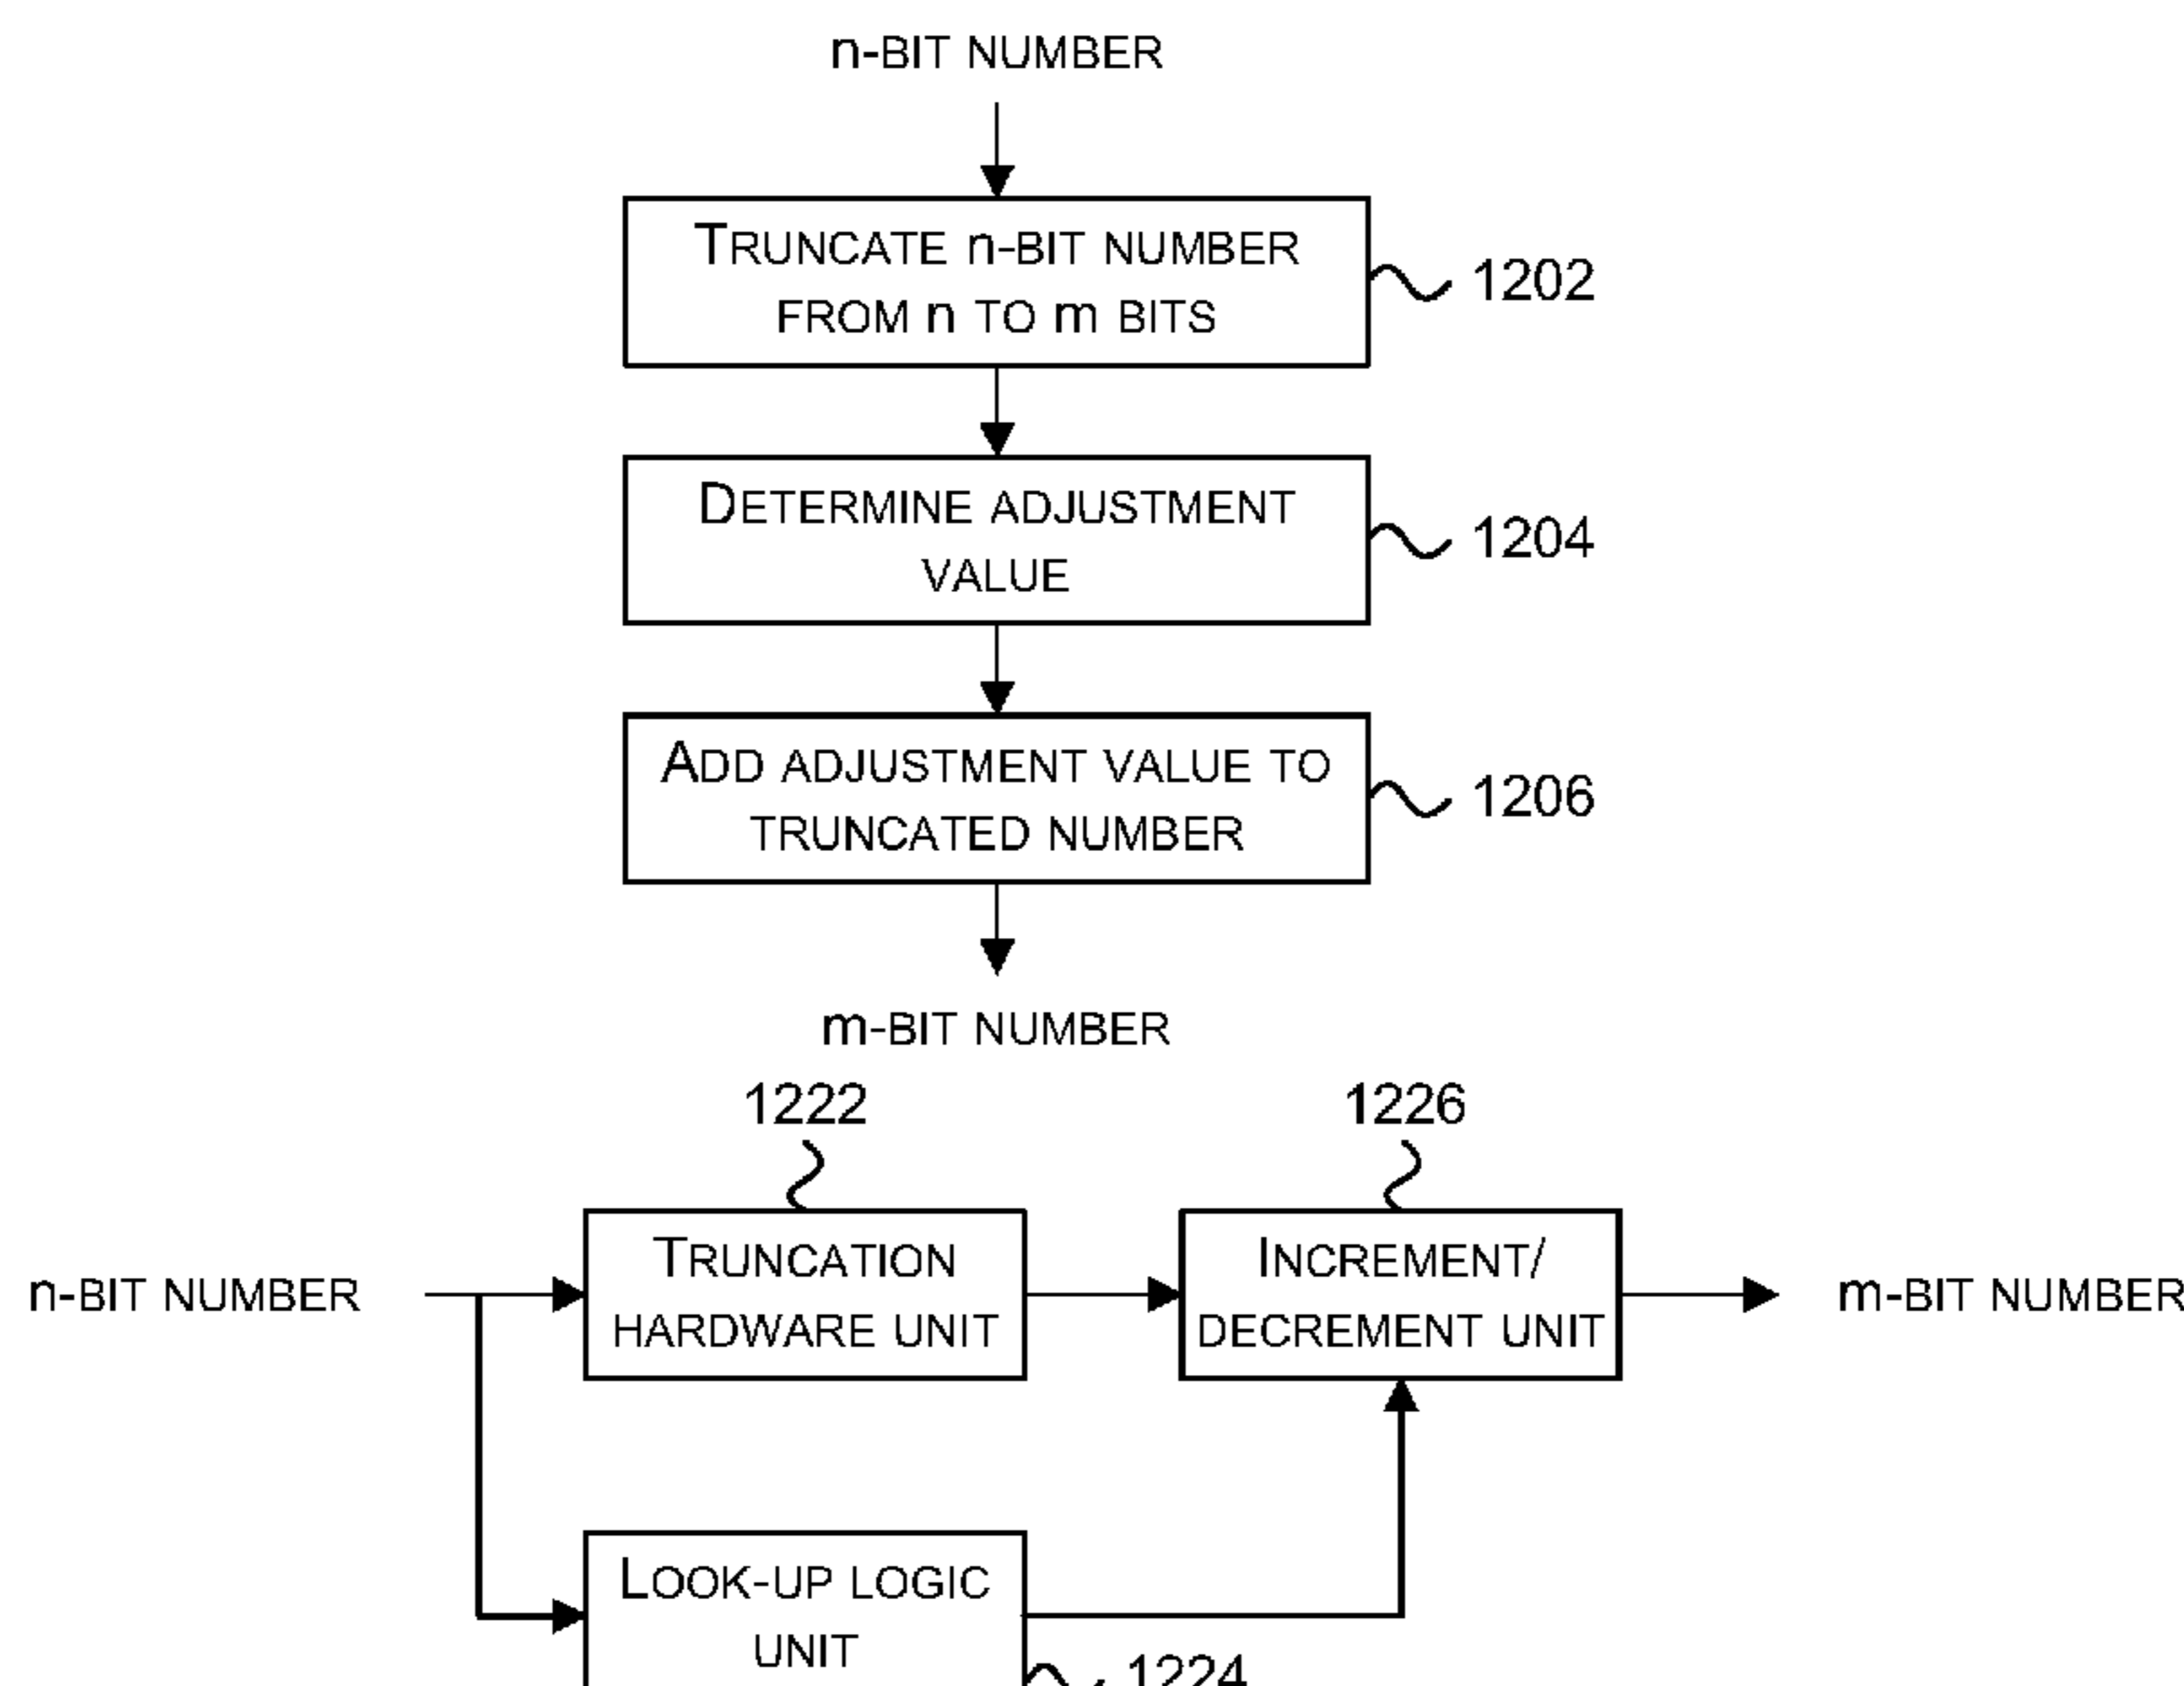 n-BIT NUMBER
TRUNCATE n-BIT NUMBER
FROM n TO m BITS
1202
DETERMINE ADJUSTMENT
VALUE
1204
ADD ADJUSTMENT VALUE TO
TRUNCATED NUMBER
1206
m-BIT NUMBER
1222
1226
n-BIT NUMBER
TRUNCATION
HARDWARE UNIT
INCREMENT/
DECREMENT UNIT
m-BIT NUMBER
LOOK-UP LOGIC
UNIT
1224